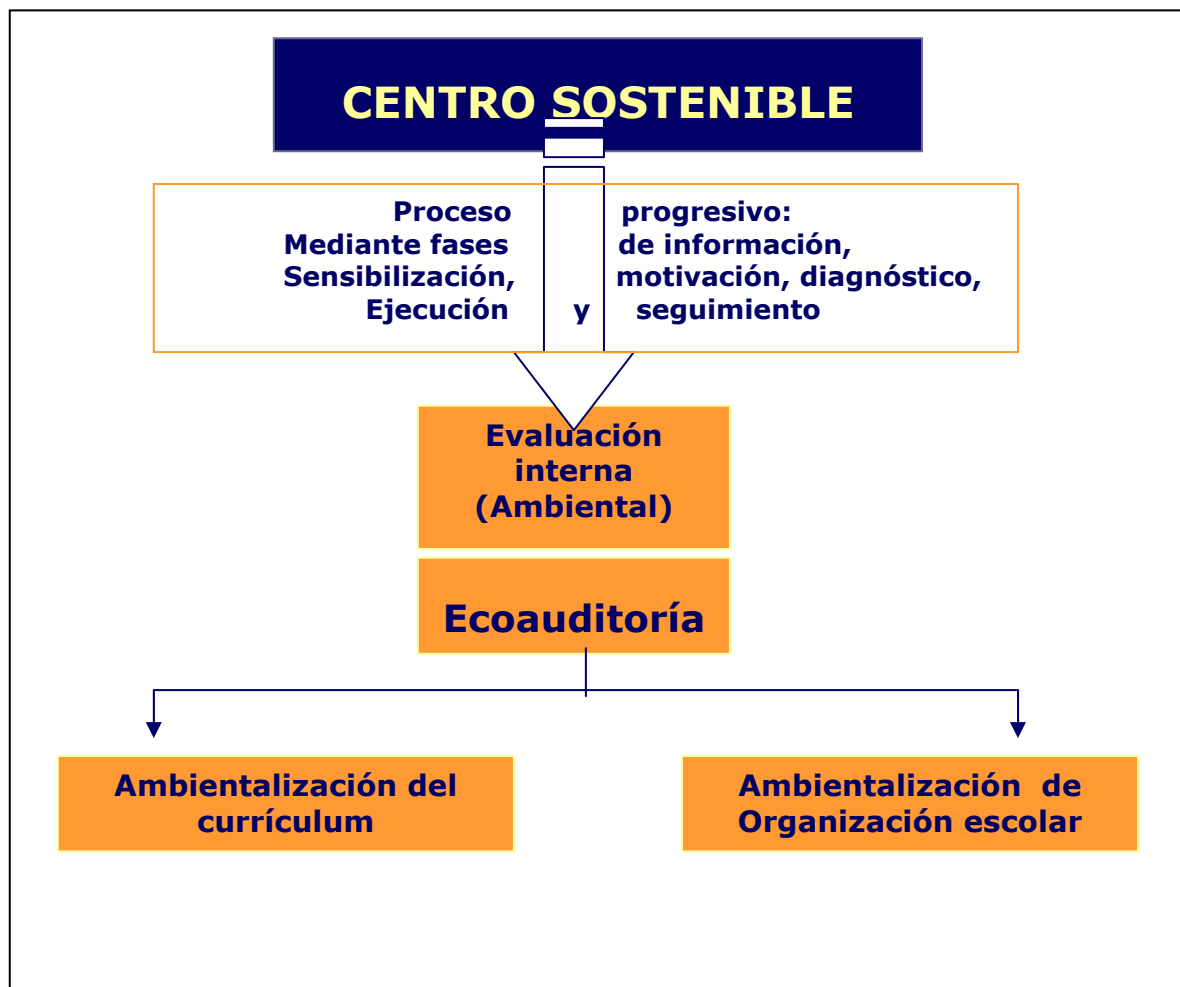 CENTRO SOSTENIBLE
Proceso progresivo:
Mediante fases de información,
Sensibilización, motivación, diagnóstico,
Ejecución y seguimiento
Evaluación
interna
(Ambiental)
Ecoauditoría
Ambientalización del
currículum
Ambientalización de
Organización escolar